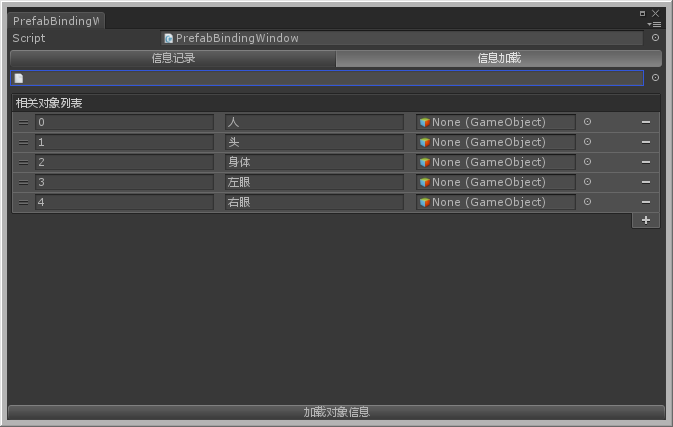 PrefabBindingW
Script PrefabBindingWindow
信息记录 信息加载
相关对象列表
0 人 None (GameObject)
1 头 None (GameObject)
2 身体 None (GameObject)
3 左眼 None (GameObject)
4 右眼 None (GameObject)
加载对象信息